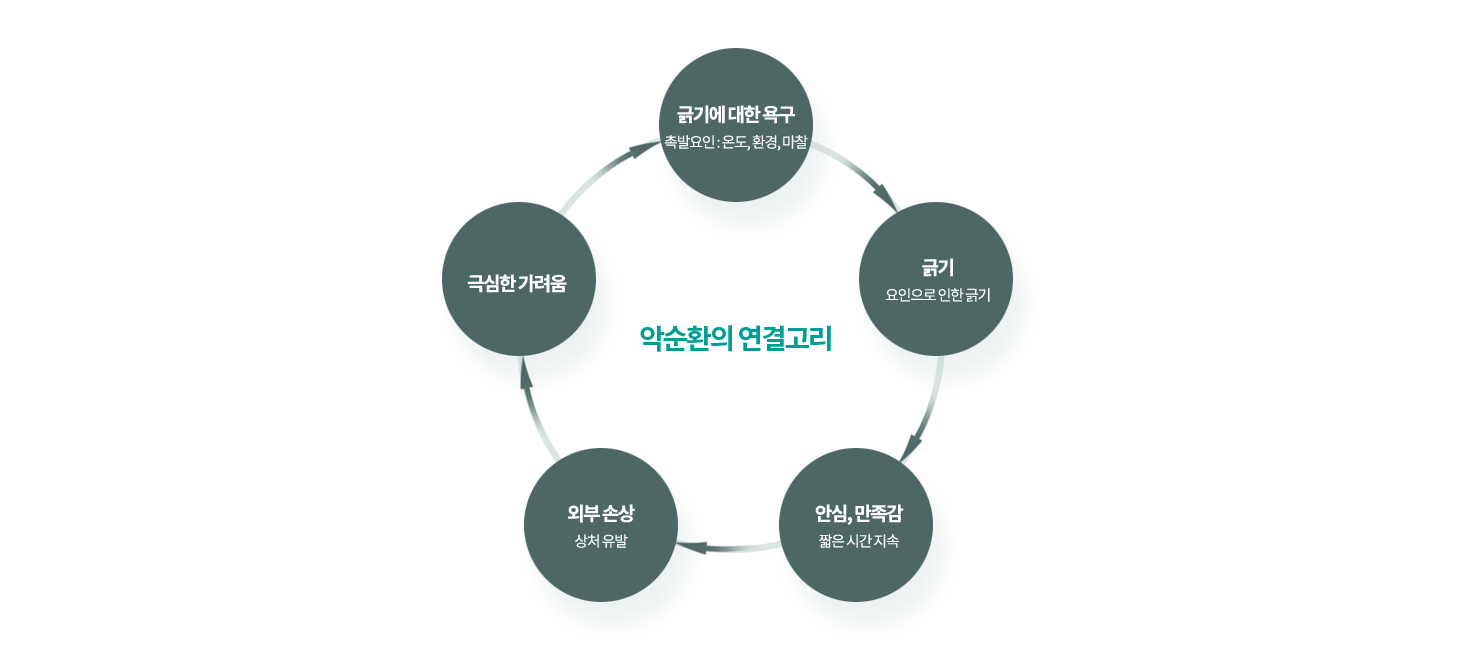 긁기에 대한 욕구
촉발요인 : 온도, 환경, 마찰
긁기
요인으로 인한 긁기
안심, 만족감
짧은 시간 지속
외부 손상
상처 유발
극심한 가려움
악순환의 연결고리